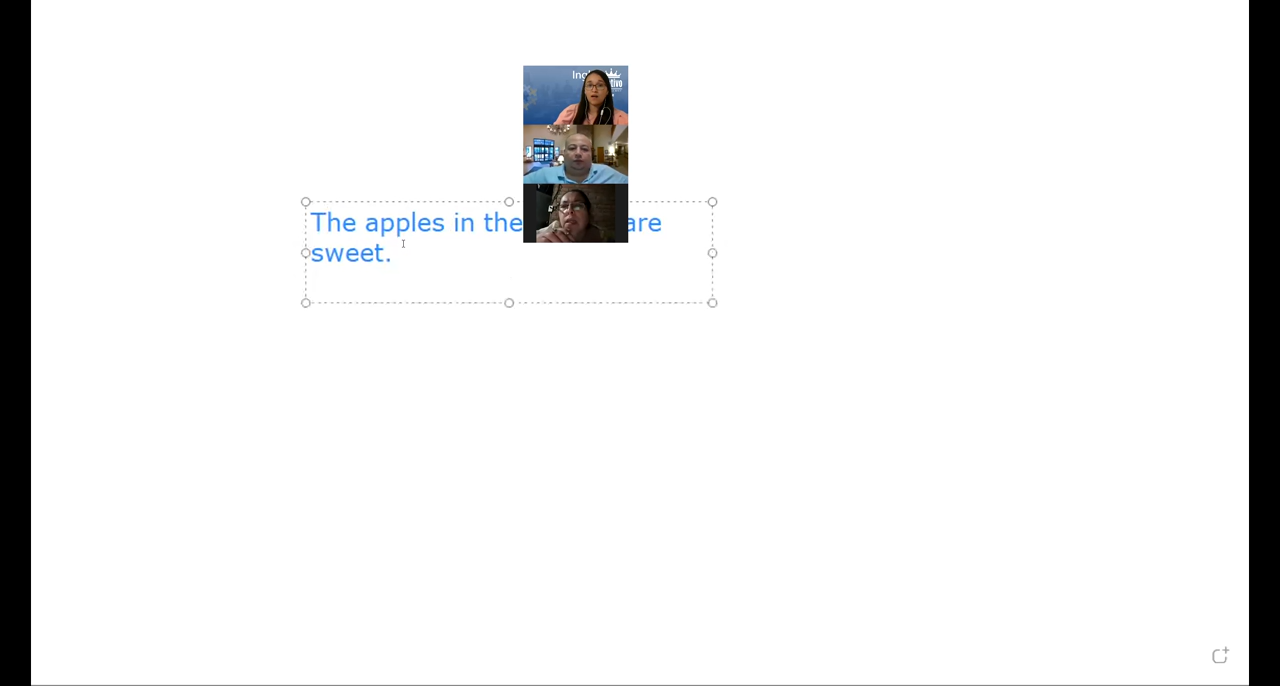 The apples in the are
sweet.